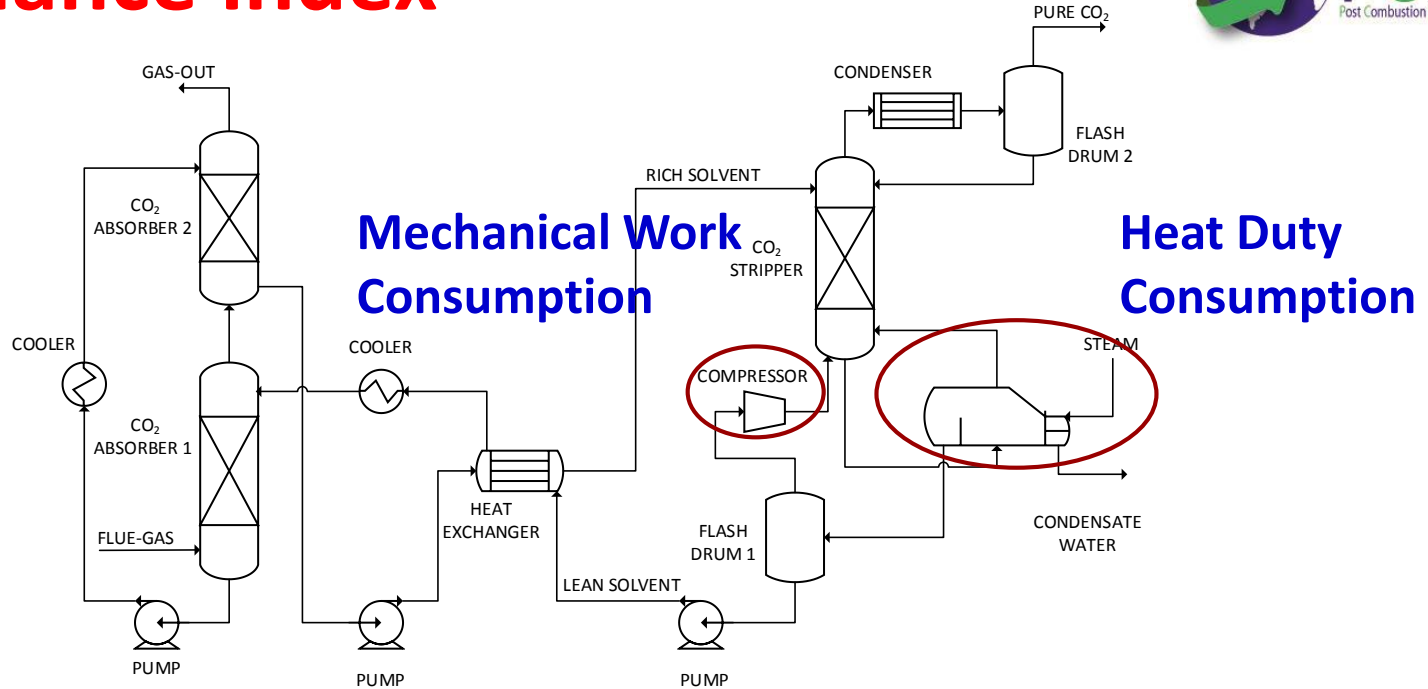 Post Combustion
PURE CO₂
GAS-OUT
CONDENSER
FLASH
DRUM 2
RICH SOLVENT
CO₂
ABSORBER 2
Mechanical Work
Consumption
CO₂
STRIPPER
Heat Duty
Consumption
COOLER
COOLER
STEAM
COMPRESSOR
CO₂
ABSORBER 1
HEAT
EXCHANGER
FLASH
DRUM 1
CONDENSATE
WATER
FLUE-GAS
LEAN SOLVENT
PUMP
PUMP
PUMP